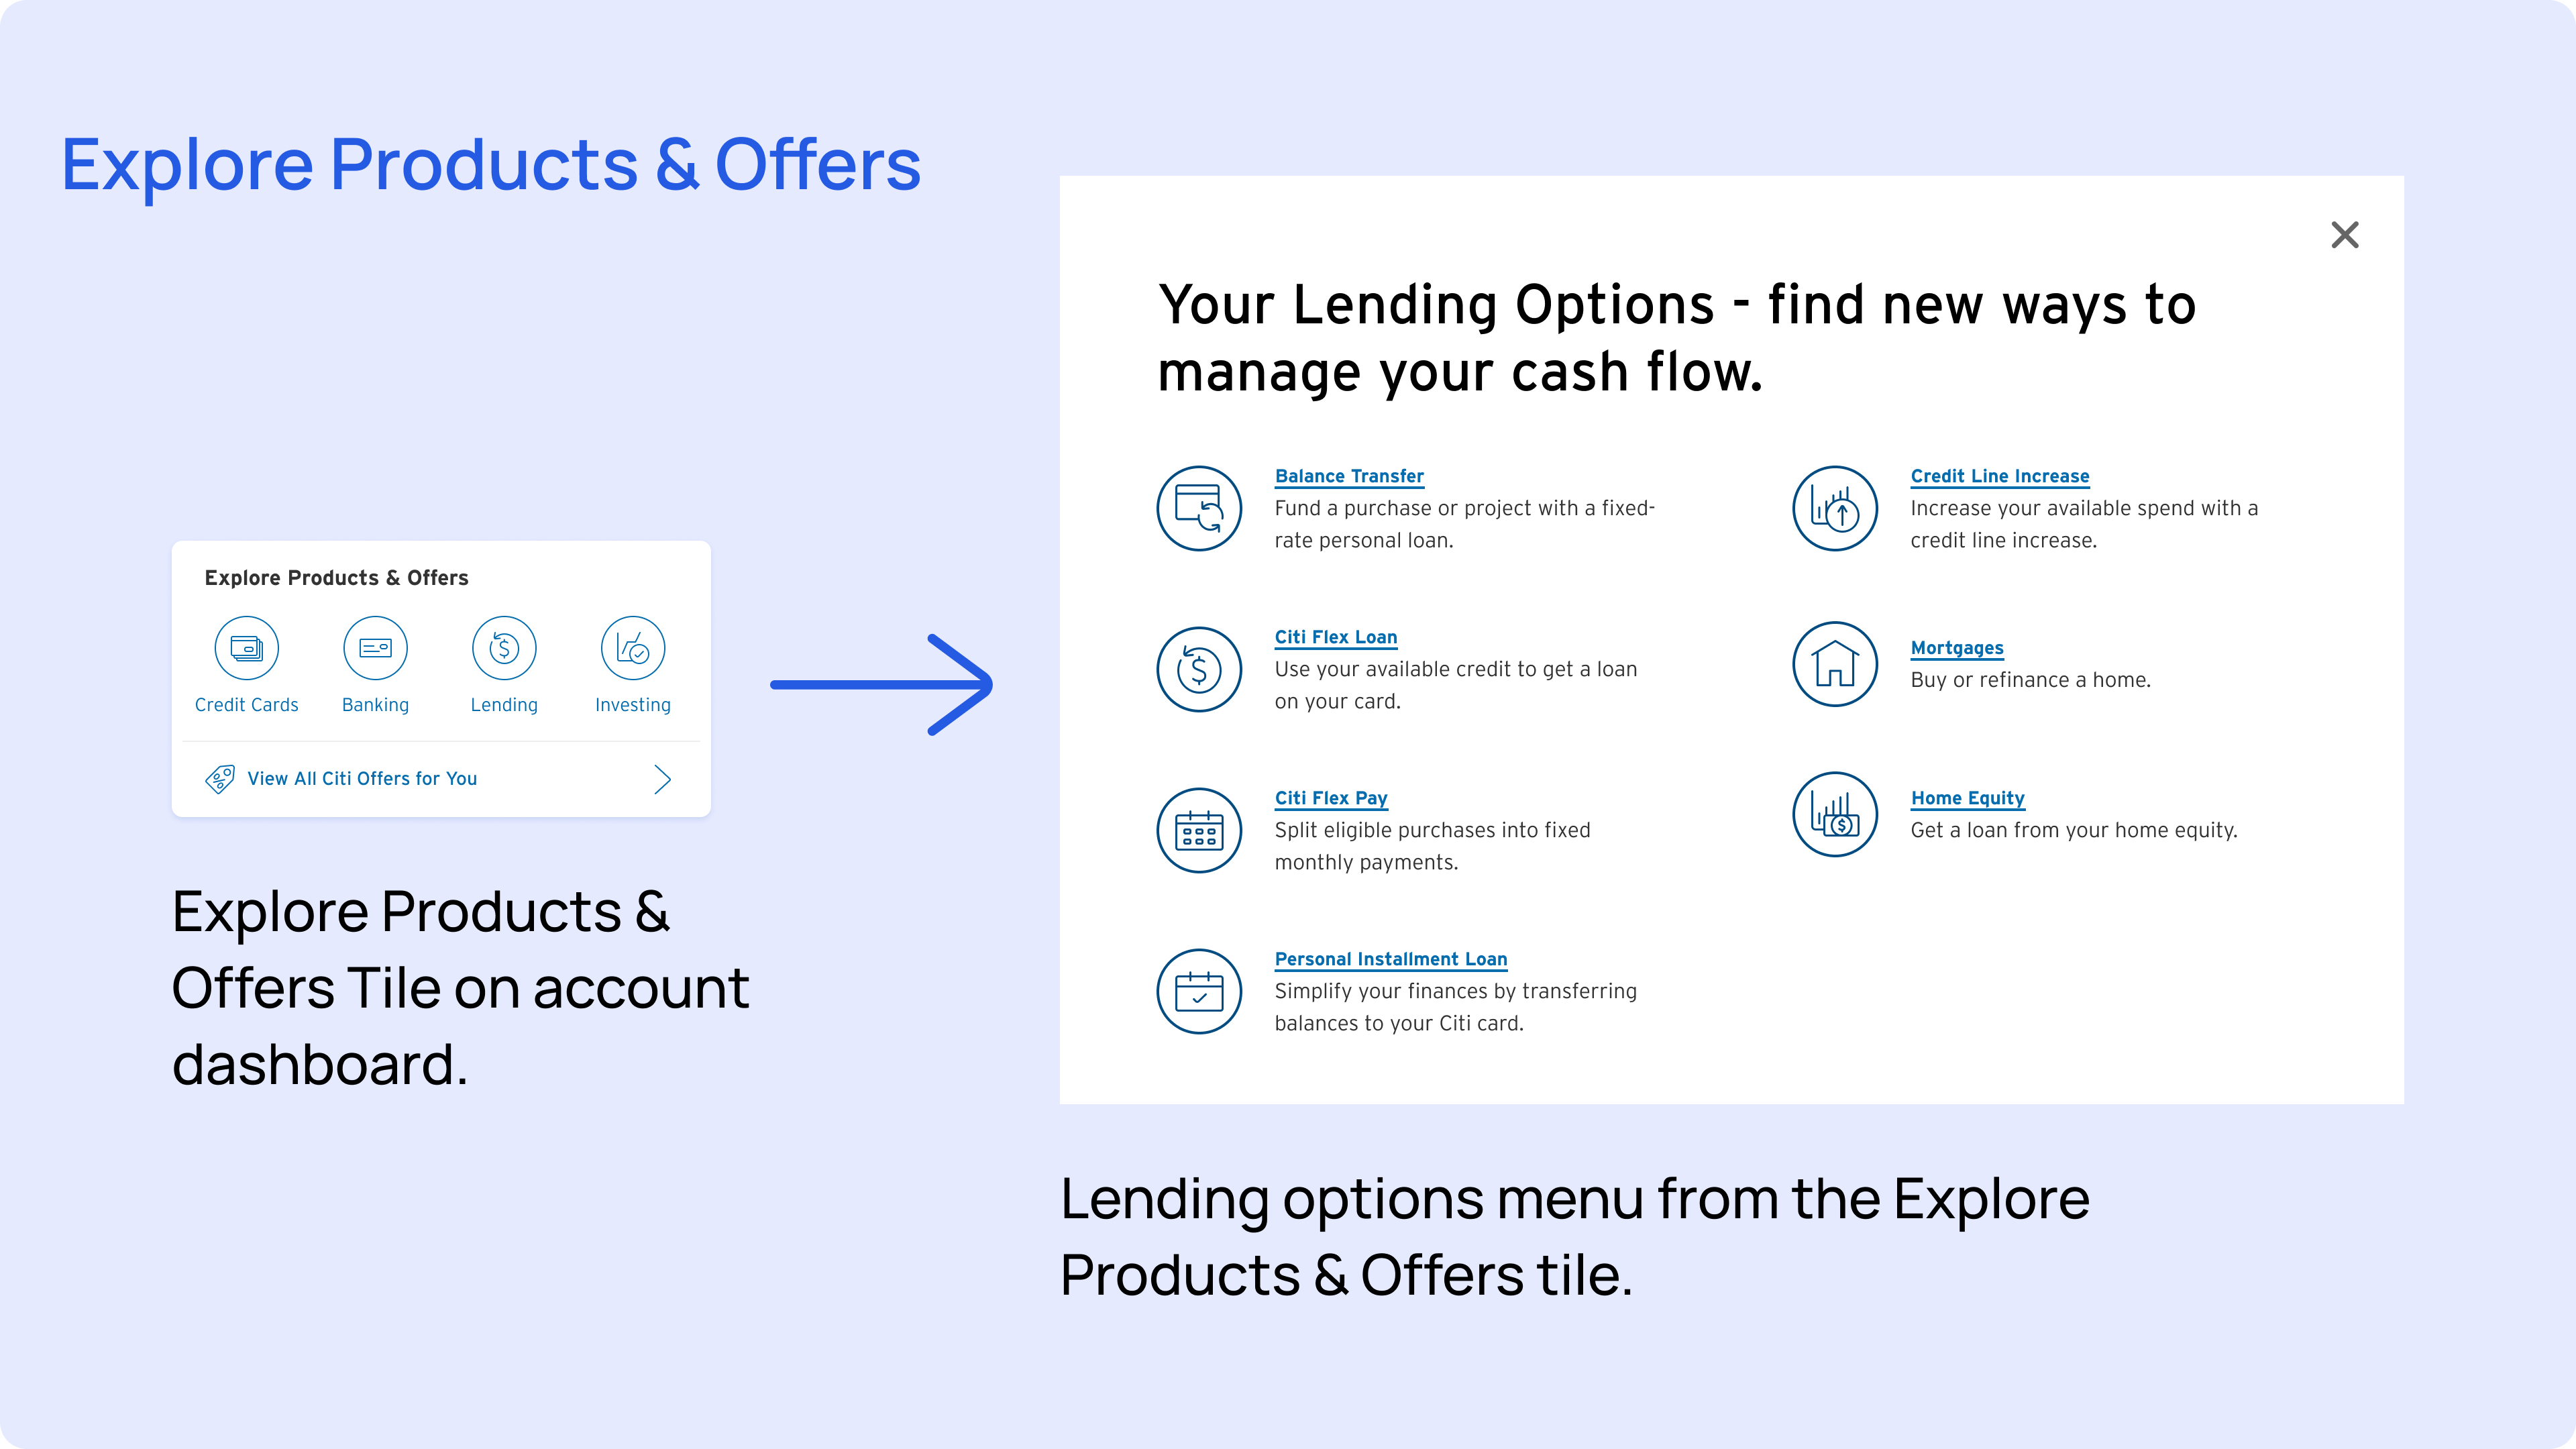 Explore Products & Offers
Explore Products & Offers
Credit Cards
Banking
Lending
Investing
View All Citi Offers for You
Explore Products &
Offers Tile on account
dashboard.
Your Lending Options - find new ways to
manage your cash flow.
Balance Transfer
Fund a purchase or project with a fixed-
rate personal loan.
Citi Flex Loan
Use your available credit to get a loan
on your card.
Citi Flex Pay
Split eligible purchases into fixed
monthly payments.
Personal Installment Loan
Simplify your finances by transferring
balances to your Citi card.
Credit Line Increase
Increase your available spend with a
credit line increase.
Mortgages
Buy or refinance a home.
Home Equity
Get a loan from your home equity.
Lending options menu from the Explore
Products & Offers tile.